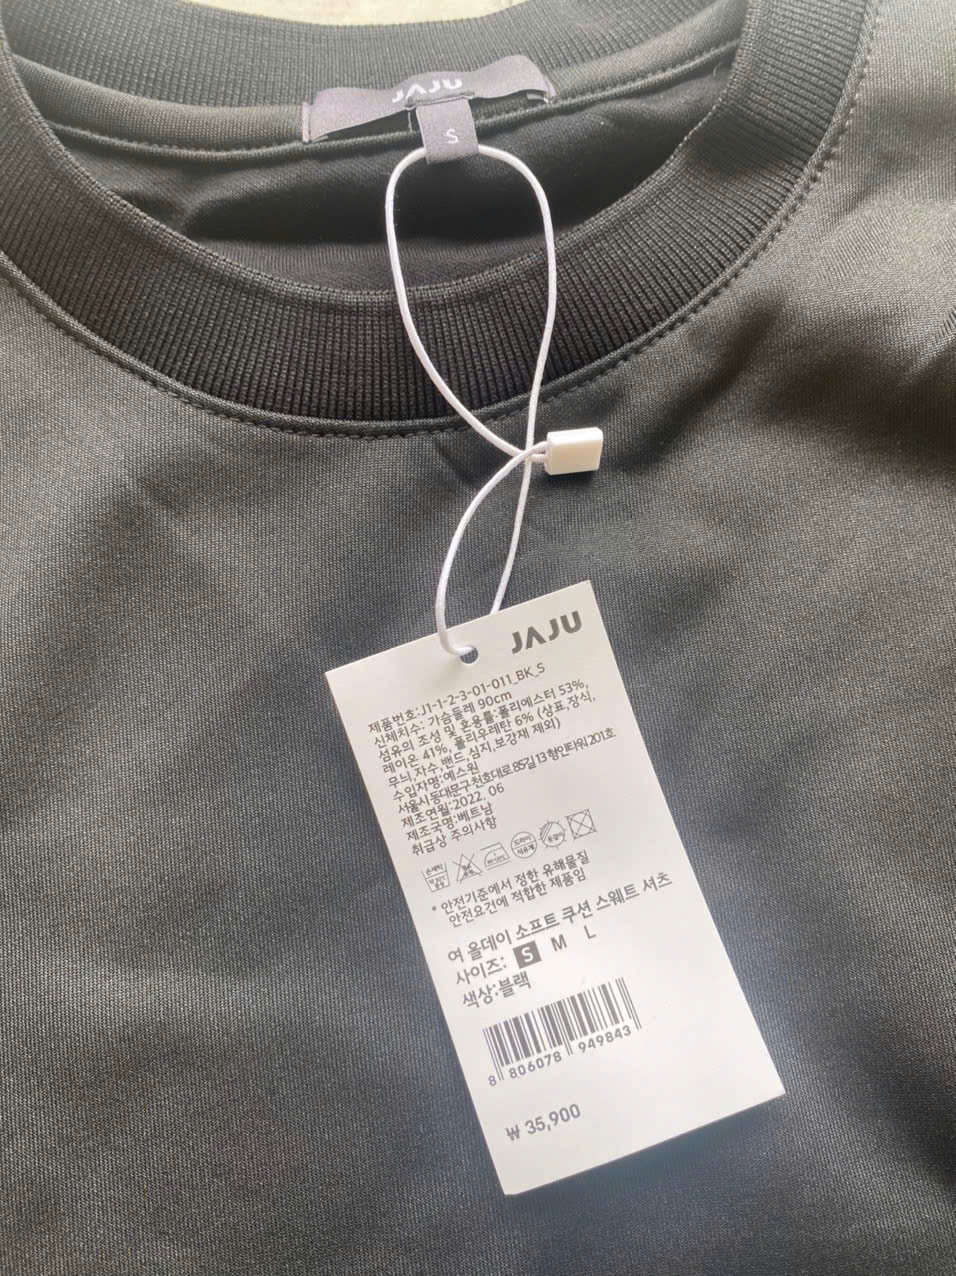 JAJU
S
JAJU
제품번호:J1-1-2-3-01-011_BK_S
신체치수: 가슴둘레 90cm
섬유의 조성 및 혼용률:폴리에스터 53%,
레이온 41%, 폴리우레탄 6% (상표,장식,
무늬,자수,밴드,심지,보강재 제외)
수입자명:예스원
서울시동대문구천호대로85길13형인타워201호
제조연월:2022. 06
제조국명:베트남
취급상 주의사항
* 안전기준에서 정한 유해물질
안전요건에 적합한 제품임
여 올데이 소프트 쿠션 스웨트 셔츠
사이즈: S M L
색상:블랙
8 806078 949843
₩ 35,900